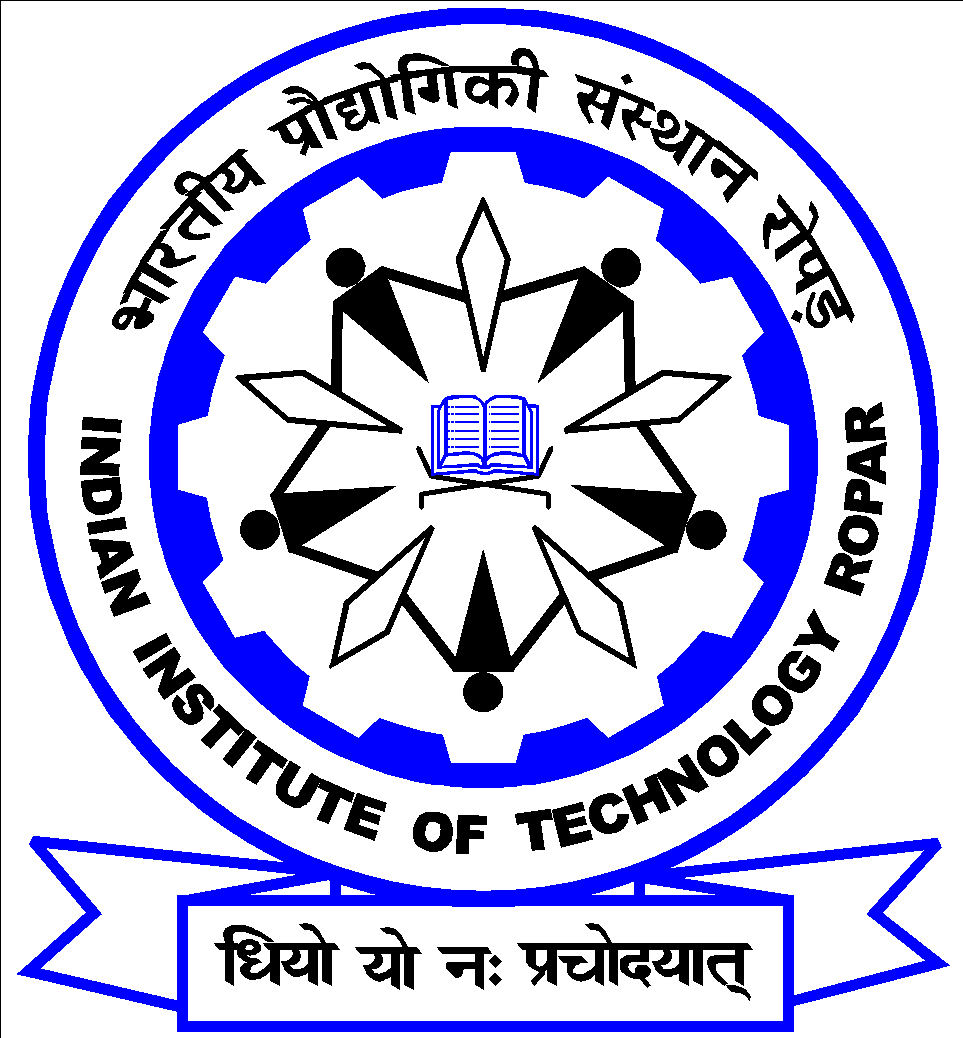 भारतीय प्रौद्योगिकी संस्थान रोपड़
INDIAN INSTITUTE OF TECHNOLOGY ROPAR
धियो यो नः प्रचोदयात्